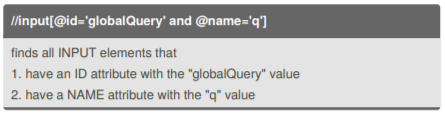 //input[@id='globalQuery' and @name='q']
finds all INPUT elements that
1. have an ID attribute with the "globalQuery" value
2. have a NAME attribute with the "q" value